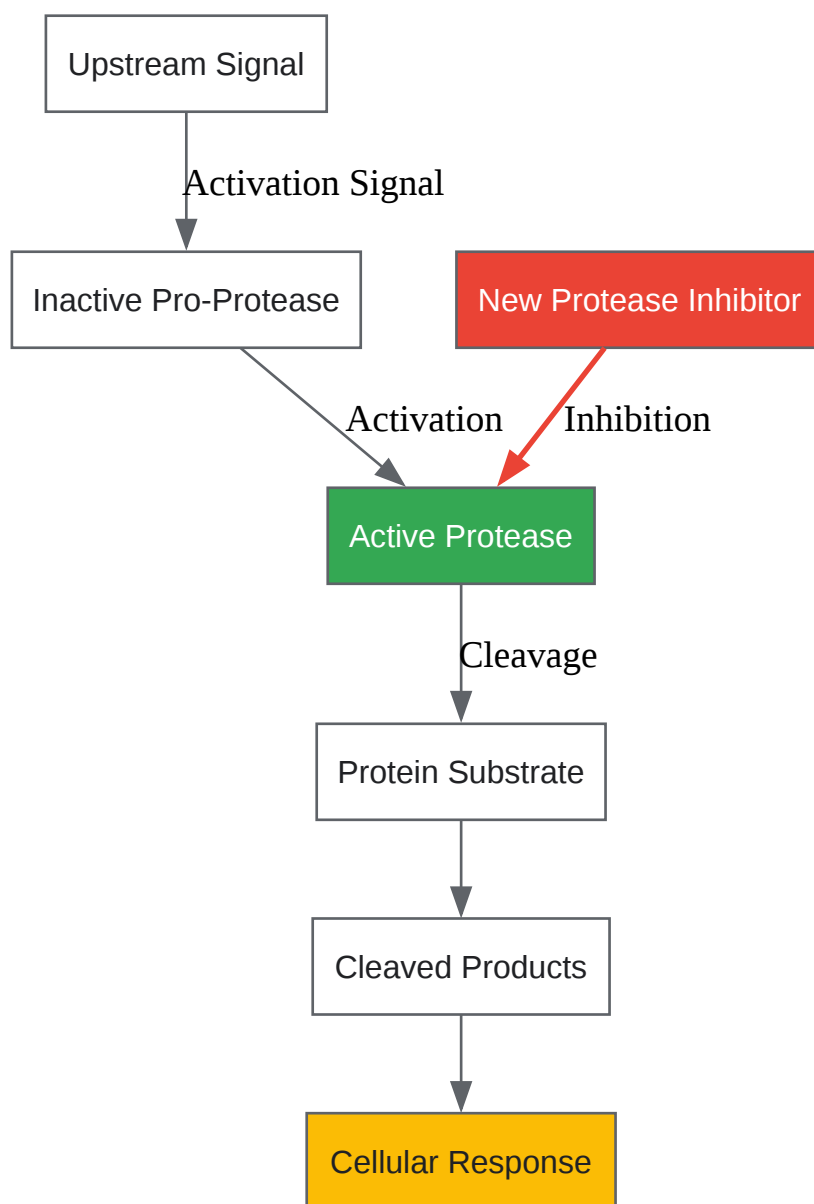 Upstream Signal
Activation Signal
Inactive Pro-Protease
New Protease Inhibitor
Activation
Inhibition
Active Protease
Cleavage
Protein Substrate
Cleaved Products
Cellular Response